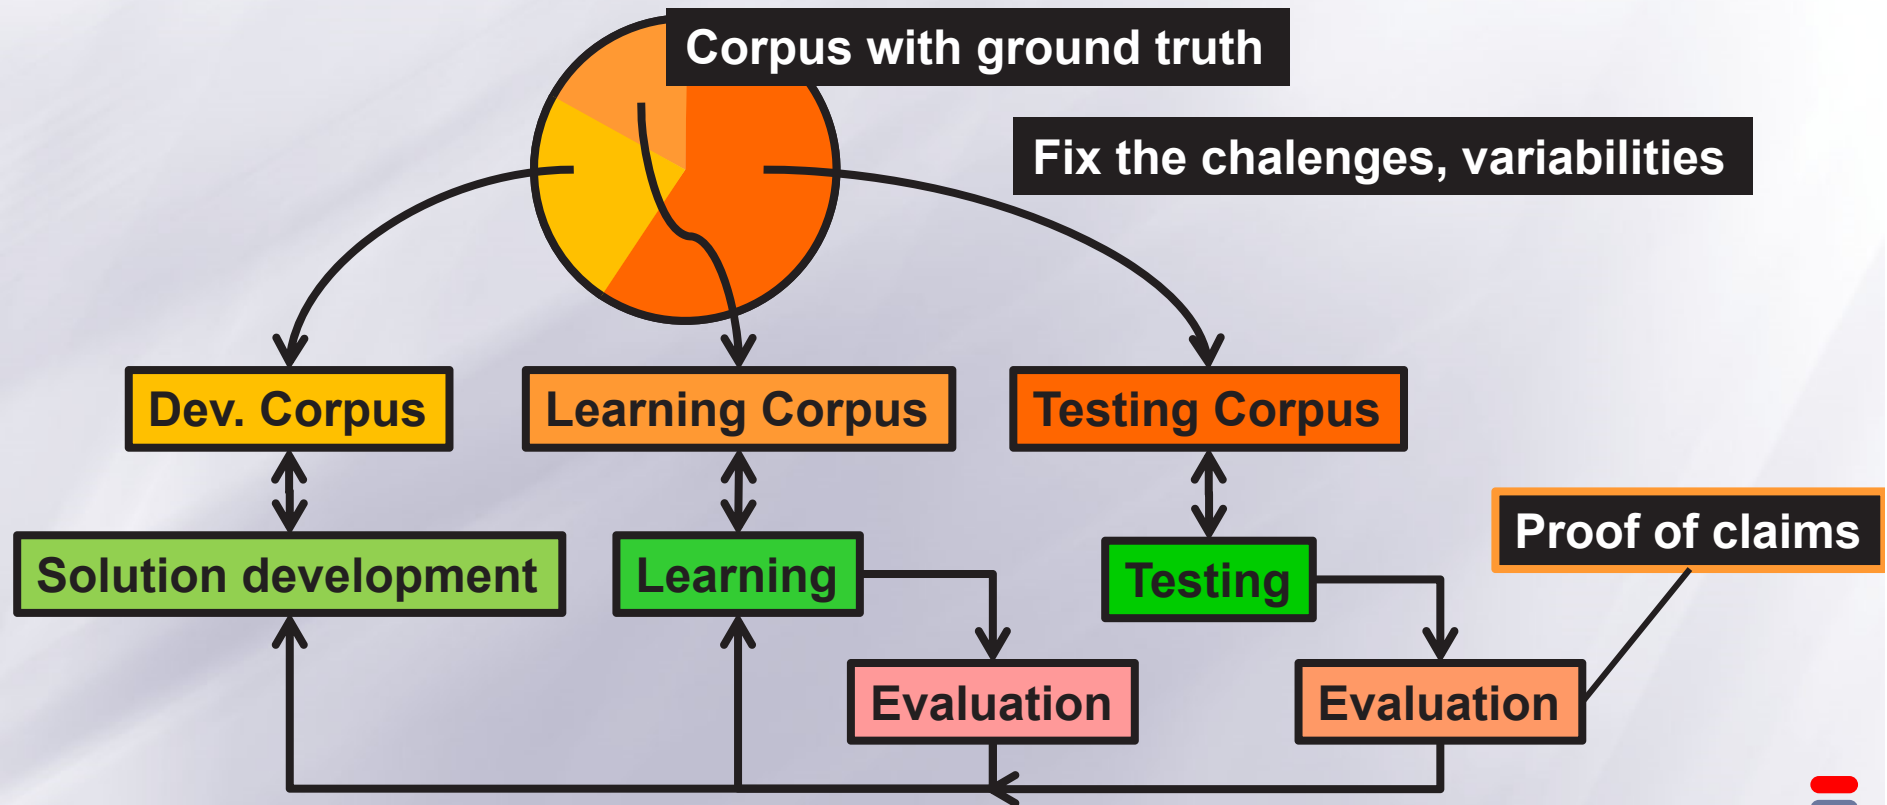 Corpus with ground truth
Fix the chalenges, variabilities
Dev. Corpus
Learning Corpus
Testing Corpus
Proof of claims
Solution development
Learning
Testing
Evaluation
Evaluation